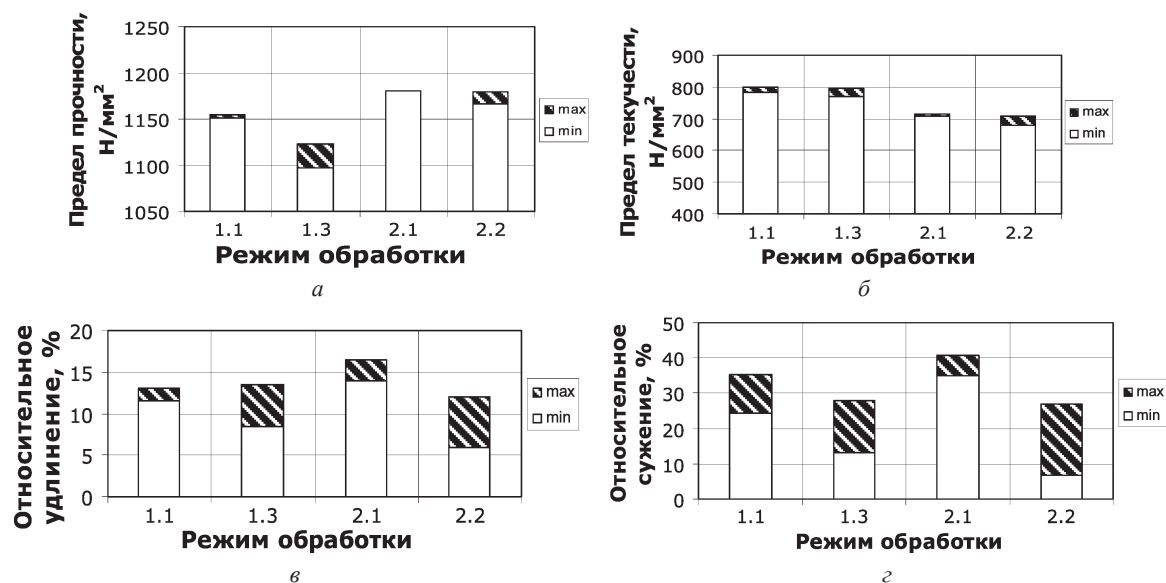 Предел прочности,
Н/мм²
1250
1200
1150
1100
1050
1.1 1.3 2.1 2.2
Режим обработки
max
min
а
Предел текучести,
Н/мм²
900
800
700
600
500
400
1.1 1.3 2.1 2.2
Режим обработки
max
min
б
Относительное
удлинение, %
20
15
10
5
0
1.1 1.3 2.1 2.2
Режим обработки
max
min
в
Относительное
сужение, %
50
40
30
20
10
0
1.1 1.3 2.1 2.2
Режим обработки
max
min
г